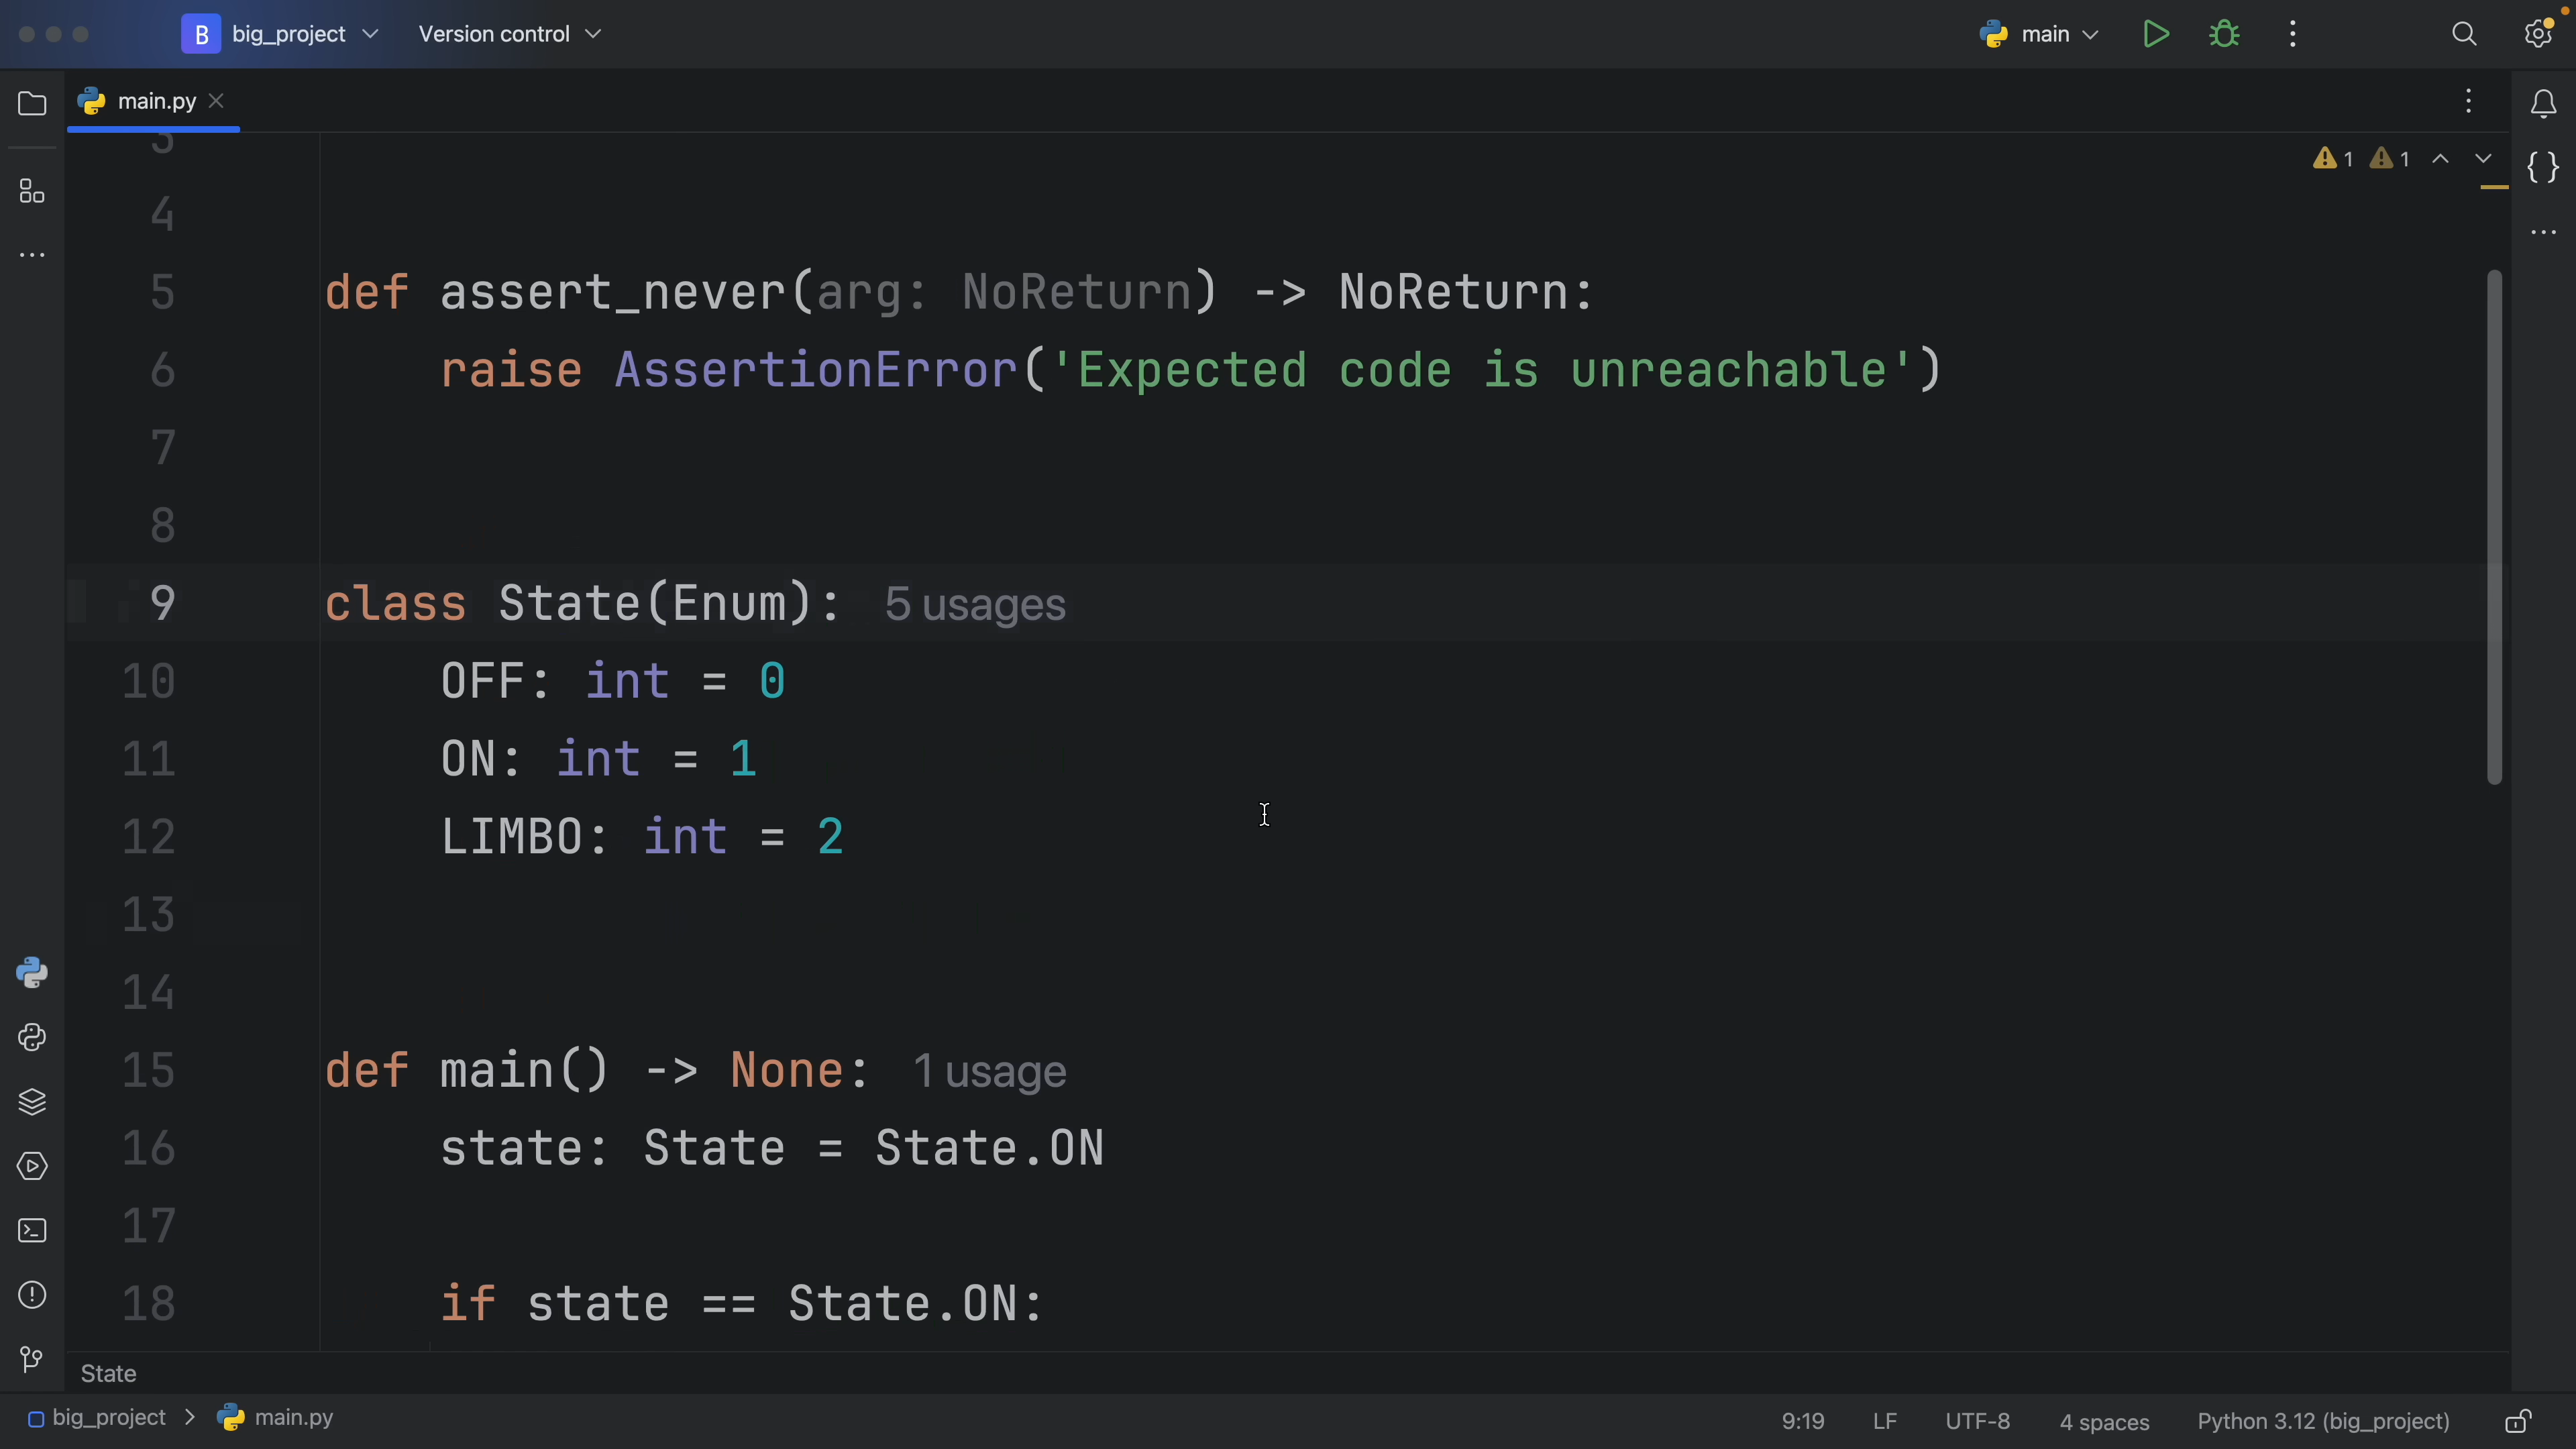 B big_project Version control main
main.py
3
1 1
4
5 def assert_never(arg: NoReturn) -> NoReturn:
6 raise AssertionError('Expected code is unreachable')
7
8
9 class State(Enum): 5 usages
10 OFF: int = 0
11 ON: int = 1
12 LIMBO: int = 2
13
14
15 def main() -> None: 1 usage
16 state: State = State.ON
17
18 if state == State.ON:
State
big_project > main.py 9:19 LF UTF-8 4 spaces Python 3.12 (big_project)